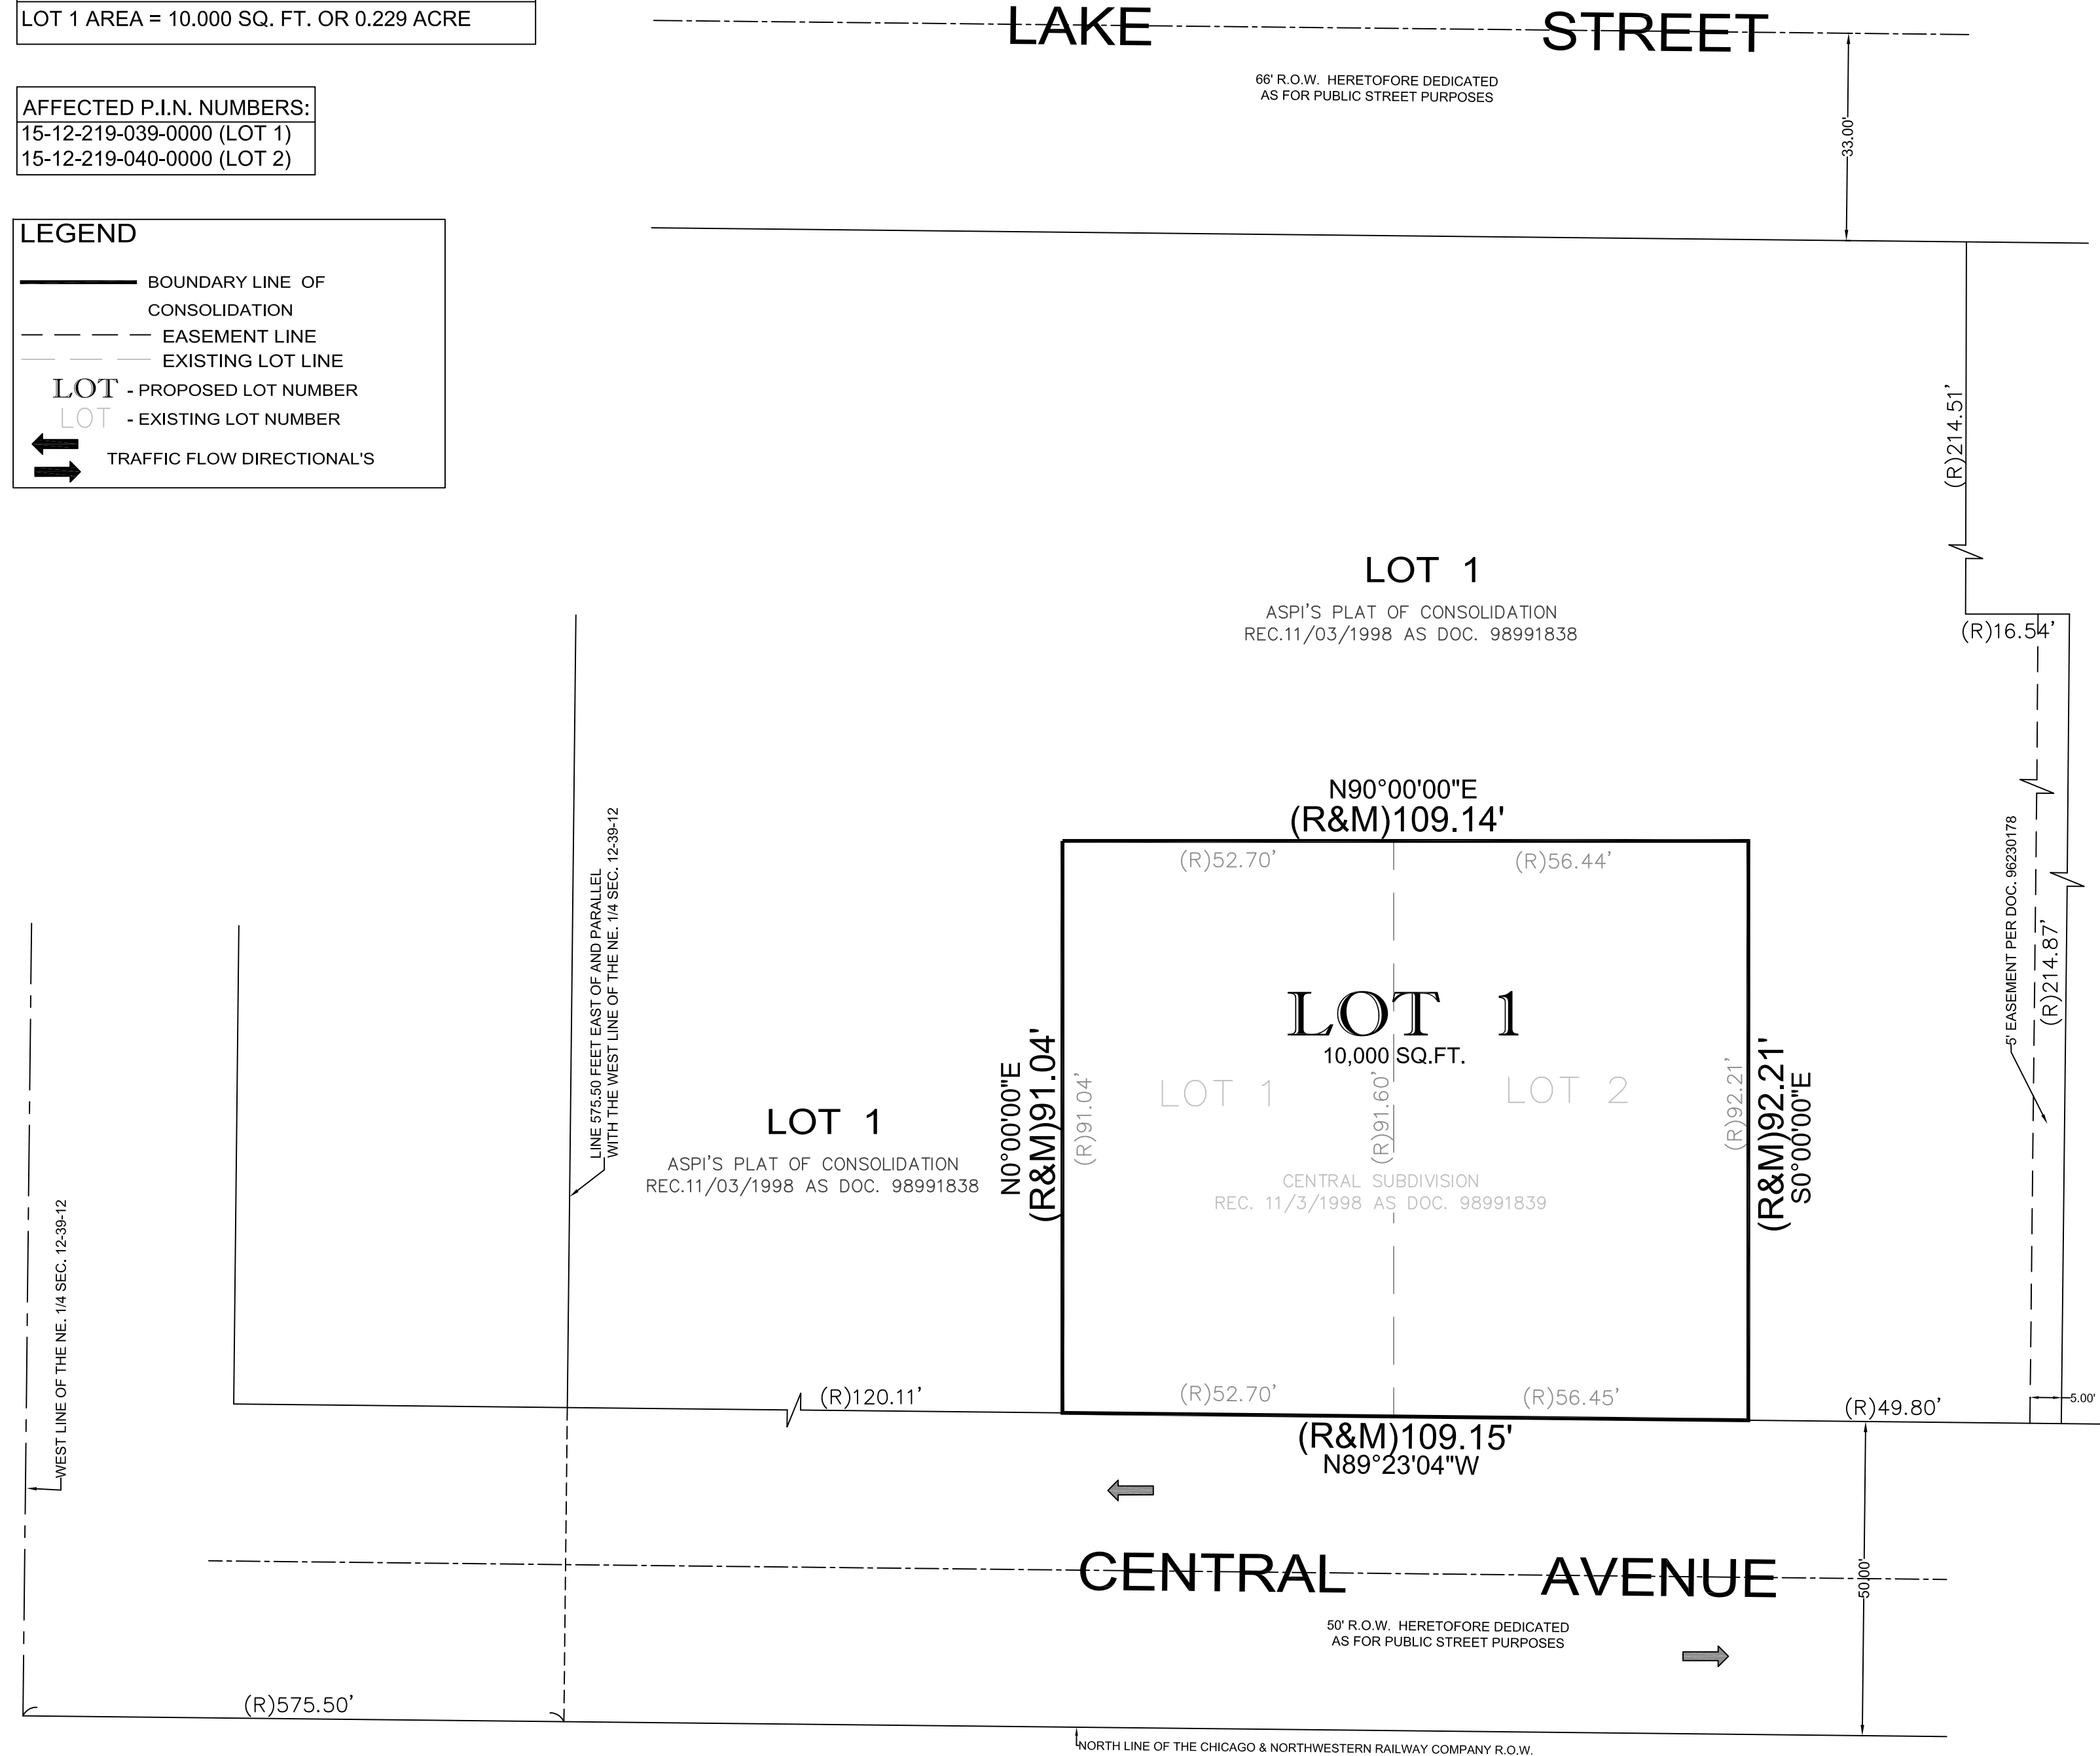 LOT 1 AREA = 10.000 SQ. FT. OR 0.229 ACRE
AFFECTED P.I.N. NUMBERS:
15-12-219-039-0000 (LOT 1)
15-12-219-040-0000 (LOT 2)
LEGEND
BOUNDARY LINE OF
CONSOLIDATION
EASEMENT LINE
EXISTING LOT LINE
LOT - PROPOSED LOT NUMBER
LOT - EXISTING LOT NUMBER
TRAFFIC FLOW DIRECTIONAL'S
LAKE STREET
66' R.O.W. HERETOFORE DEDICATED
AS FOR PUBLIC STREET PURPOSES
33.00'
(R)214.51'
LOT 1
ASPI'S PLAT OF CONSOLIDATION
REC.11/03/1998 AS DOC. 98991838
(R)16.54'
5' EASEMENT PER DOC. 96230178
(R)214.87'
N90°00'00"E
(R&M)109.14'
(R)52.70'
(R)56.44'
LINE 575.50 FEET EAST OF AND PARALLEL
WITH THE WEST LINE OF THE NE. 1/4 SEC. 12-39-12
LOT 1
10,000 SQ.FT.
N0°00'00"E
(R&M)91.04'
(R)91.04'
LOT 1
(R)91.60'
LOT 2
(R)92.21'
(R&M)92.21'
S0°00'00"E
LOT 1
ASPI'S PLAT OF CONSOLIDATION
REC.11/03/1998 AS DOC. 98991838
CENTRAL SUBDIVISION
REC. 11/3/1998 AS DOC. 98991839
WEST LINE OF THE NE. 1/4 SEC. 12-39-12
(R)120.11'
(R)52.70'
(R)56.45'
(R)49.80'
5.00'
(R&M)109.15'
N89°23'04"W
CENTRAL AVENUE
50' R.O.W. HERETOFORE DEDICATED
AS FOR PUBLIC STREET PURPOSES
50.00'
(R)575.50'
NORTH LINE OF THE CHICAGO & NORTHWESTERN RAILWAY COMPANY R.O.W.